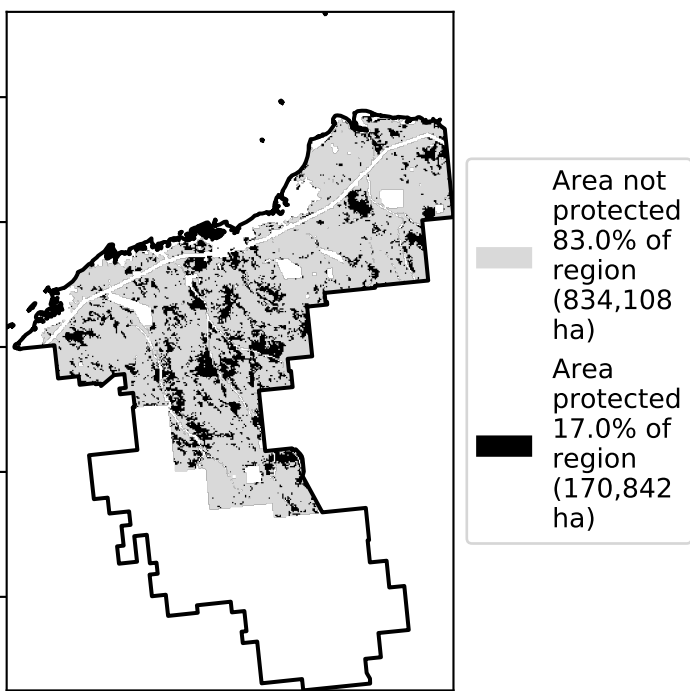 Area not
protected
83.0% of
region
(834,108
ha)
Area
protected
17.0% of
region
(170,842
ha)